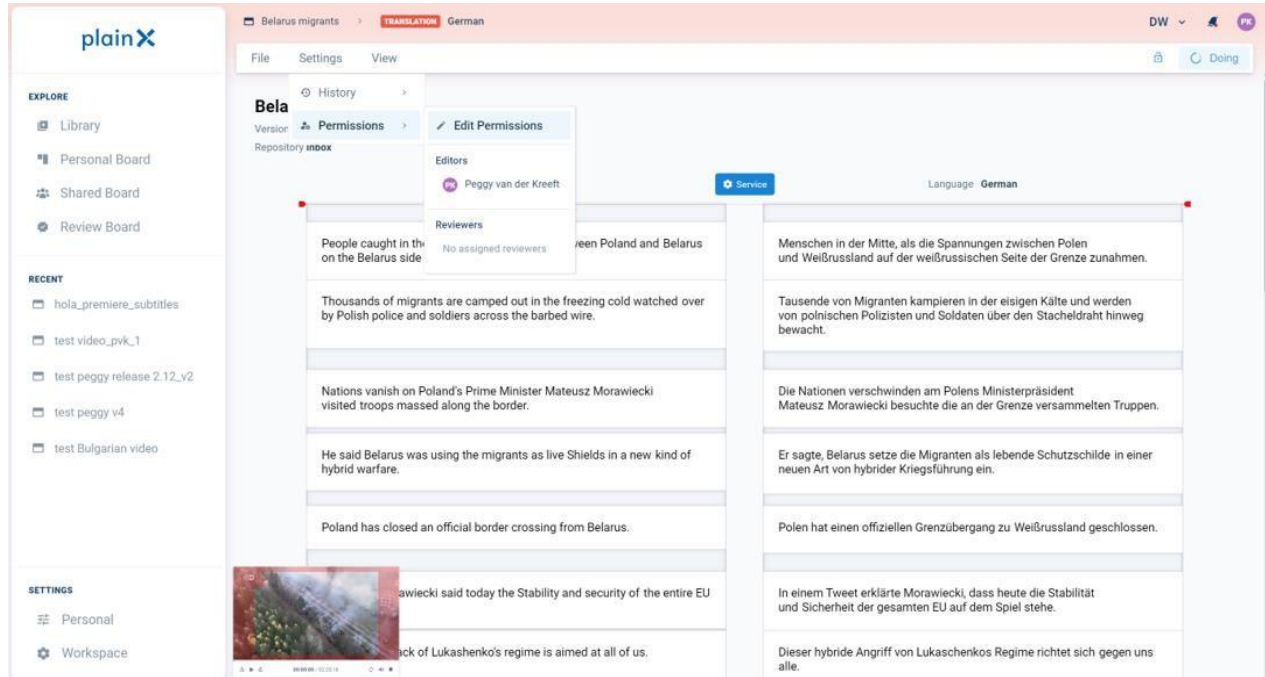 plainX
Belarus migrants > TRANSLATION German
DW
PK
File Settings View
Doing
EXPLORE
Library
Personal Board
Shared Board
Review Board
RECENT
hola_premiere_subtitles
test video_pvk_1
test peggy release 2.12_v2
test peggy v4
test Bulgarian video
SETTINGS
Personal
Workspace
History >
Permissions >
Edit Permissions
Editors
PK Peggy van der Kreeft
Reviewers
No assigned reviewers
Bela
Version
Repository inbox
Service
Language German
People caught in th
ween Poland and Belarus
on the Belarus side
Menschen in der Mitte, als die Spannungen zwischen Polen
und Weißrussland auf der weißrussischen Seite der Grenze zunahmen.
Thousands of migrants are camped out in the freezing cold watched over
by Polish police and soldiers across the barbed wire.
Tausende von Migranten kampieren in der eisigen Kälte und werden
von polnischen Polizisten und Soldaten über den Stacheldraht hinweg
bewacht.
Nations vanish on Poland's Prime Minister Mateusz Morawiecki
visited troops massed along the border.
Die Nationen verschwinden am Polens Ministerpräsident
Mateusz Morawiecki besuchte die an der Grenze versammelten Truppen.
He said Belarus was using the migrants as live Shields in a new kind of
hybrid warfare.
Er sagte, Belarus setze die Migranten als lebende Schutzschilde in einer
neuen Art von hybrider Kriegsführung ein.
Poland has closed an official border crossing from Belarus.
Polen hat einen offiziellen Grenzübergang zu Weißrussland geschlossen.
awiecki said today the Stability and security of the entire EU
In einem Tweet erklärte Morawiecki, dass heute die Stabilität
und Sicherheit der gesamten EU auf dem Spiel stehe.
ack of Lukashenko's regime is aimed at all of us.
Dieser hybride Angriff von Lukaschenkos Regime richtet sich gegen uns
alle.